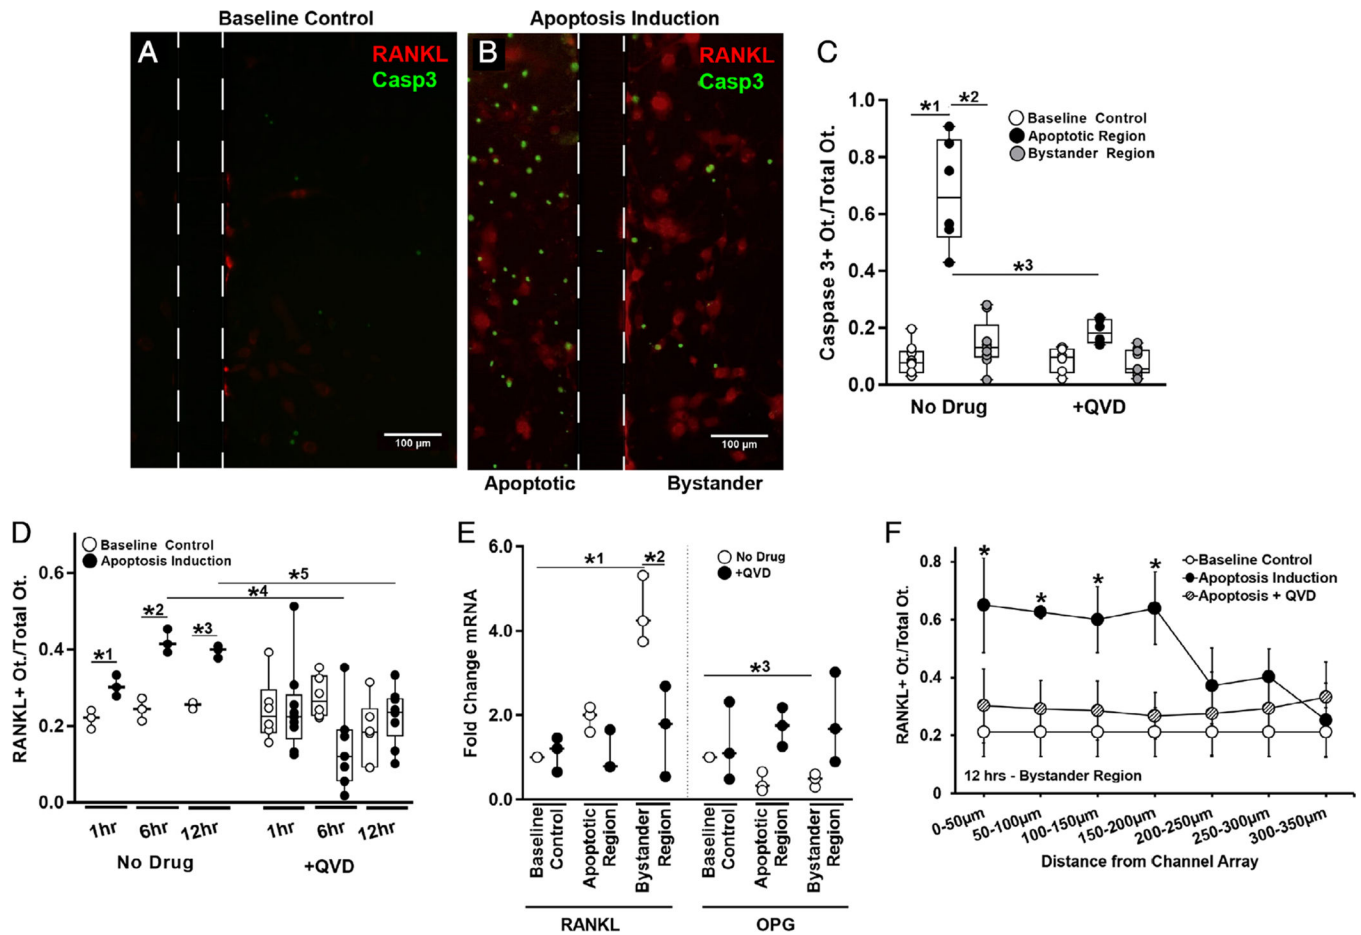 Baseline Control
Apoptosis Induction
A
RANKL
Casp3
100 µm
B
RANKL
Casp3
100 µm
Apoptotic
Bystander
C
Caspase 3+ Ot./Total Ot.
1.0
0.8
0.6
0.4
0.2
0.0
*1
*2
*3
Baseline Control
Apoptotic Region
Bystander Region
No Drug
+QVD
D
RANKL+ Ot./Total Ot.
0.6
0.4
0.2
0.0
Baseline Control
Apoptosis Induction
*1
*2
*3
*4
*5
1hr
6hr
12hr
1hr
6hr
12hr
No Drug
+QVD
E
Fold Change mRNA
6.0
4.0
2.0
0.0
*1
*2
*3
No Drug
+QVD
Baseline
Control
Apoptotic
Region
Bystander
Region
Baseline
Control
Apoptotic
Region
Bystander
Region
RANKL
OPG
F
RANKL+ Ot./Total Ot.
0.8
0.6
0.4
0.2
0
*
*
*
*
Baseline Control
Apoptosis Induction
Apoptosis + QVD
12 hrs - Bystander Region
0-50µm
50-100µm
100-150µm
150-200µm
200-250µm
250-300µm
300-350µm
Distance from Channel Array